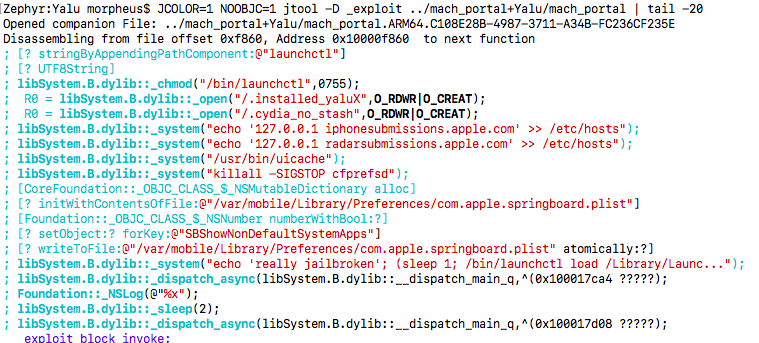 [Zephyr:Yalu morpheus$ JCOLOR=1 NOOBJC=1 jtool -D _exploit ../mach_portal+Yalu/mach_portal | tail -20
Opened companion File: ../mach_portal+Yalu/mach_portal.ARM64.C108E28B-4987-3711-A34B-FC236CF235E
Disassembling from file offset 0xf860, Address 0x10000f860  to next function
; [? stringByAppendingPathComponent:@"launchctl"]
; [? UTF8String]
; libSystem.B.dylib::_chmod("/bin/launchctl",0755);
;  R0 = libSystem.B.dylib::_open("/.installed_yaluX",O_RDWR|O_CREAT);
;  R0 = libSystem.B.dylib::_open("/.cydia_no_stash",O_RDWR|O_CREAT);
; libSystem.B.dylib::_system("echo '127.0.0.1 iphonesubmissions.apple.com' >> /etc/hosts");
; libSystem.B.dylib::_system("echo '127.0.0.1 radarsubmissions.apple.com' >> /etc/hosts");
; libSystem.B.dylib::_system("/usr/bin/uicache");
; libSystem.B.dylib::_system("killall -SIGSTOP cfprefsd");
; [CoreFoundation::_OBJC_CLASS_$_NSMutableDictionary alloc]
; [? initWithContentsOfFile:@"/var/mobile/Library/Preferences/com.apple.springboard.plist"]
; [Foundation::_OBJC_CLASS_$_NSNumber numberWithBool:?]
; [? setObject:? forKey:@"SBShowNonDefaultSystemApps"]
; [? writeToFile:@"/var/mobile/Library/Preferences/com.apple.springboard.plist" atomically:?]
; libSystem.B.dylib::_system("echo 'really jailbroken'; (sleep 1; /bin/launchctl load /Library/Launc...");
; libSystem.B.dylib::_dispatch_async(libSystem.B.dylib::__dispatch_main_q,^(0x100017ca4 ?????);
; Foundation::_NSLog(@"%x");
; libSystem.B.dylib::_sleep(2);
; libSystem.B.dylib::_dispatch_async(libSystem.B.dylib::__dispatch_main_q,^(0x100017d08 ?????);
exploit block invoke: